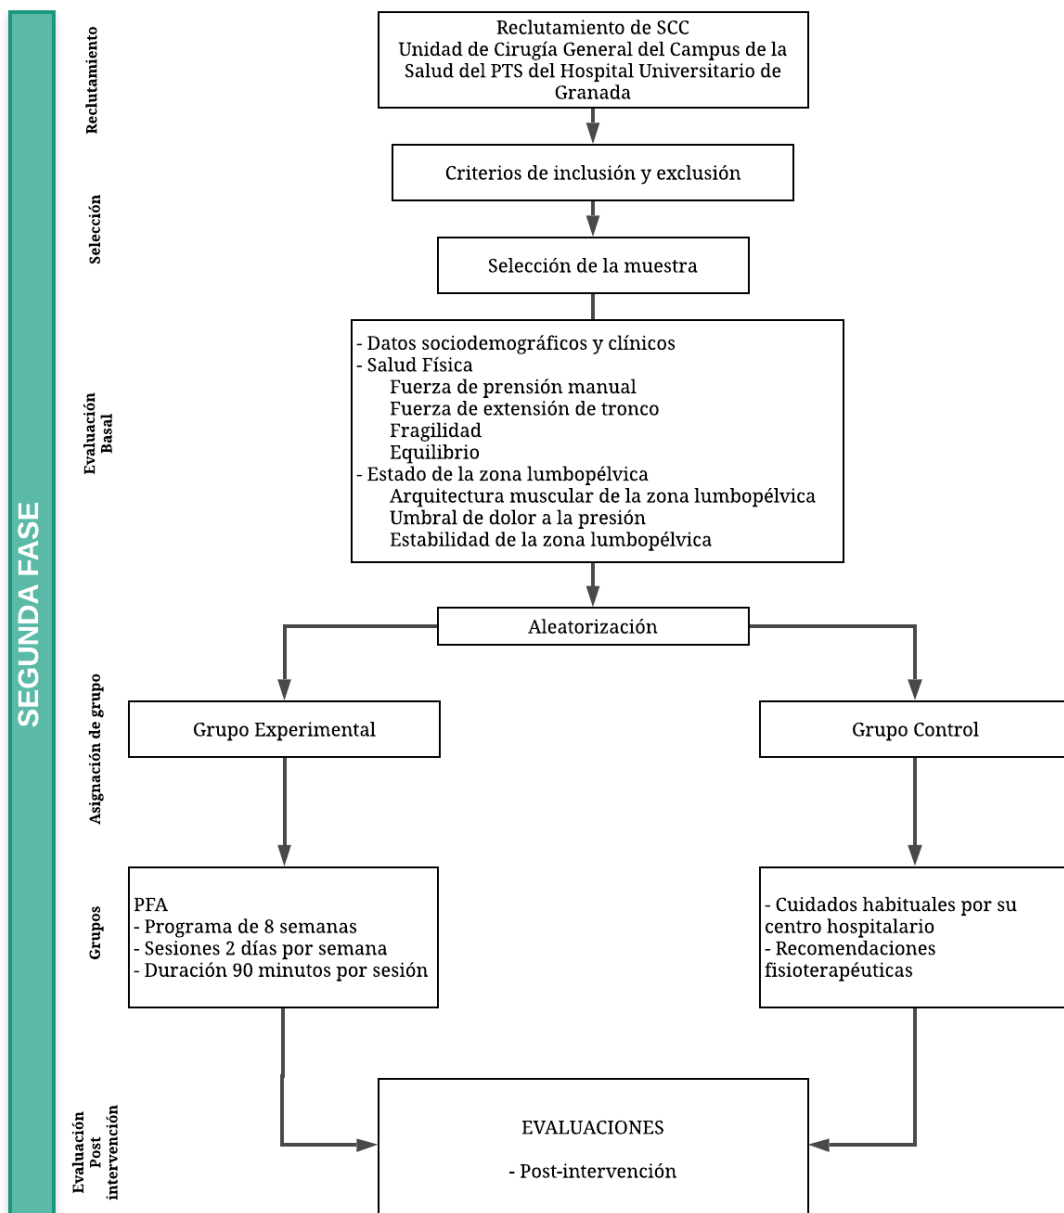 SEGUNDA FASE
Reclutamiento
Reclutamiento de SCC
Unidad de Cirugía General del Campus de la
Salud del PTS del Hospital Universitario de
Granada
Selección
Criterios de inclusión y exclusión
Selección de la muestra
Evaluación
Basal
- Datos sociodemográficos y clínicos
- Salud Física
Fuerza de prensión manual
Fuerza de extensión de tronco
Fragilidad
Equilibrio
- Estado de la zona lumbopélvica
Arquitectura muscular de la zona lumbopélvica
Umbral de dolor a la presión
Estabilidad de la zona lumbopélvica
Aleatorización
Asignación de grupo
Grupo Experimental
Grupo Control
Grupos
PFA
- Programa de 8 semanas
- Sesiones 2 días por semana
- Duración 90 minutos por sesión
- Cuidados habituales por su
centro hospitalario
- Recomendaciones
fisioterapéuticas
Evaluación
Post
intervención
EVALUACIONES
- Post-intervención